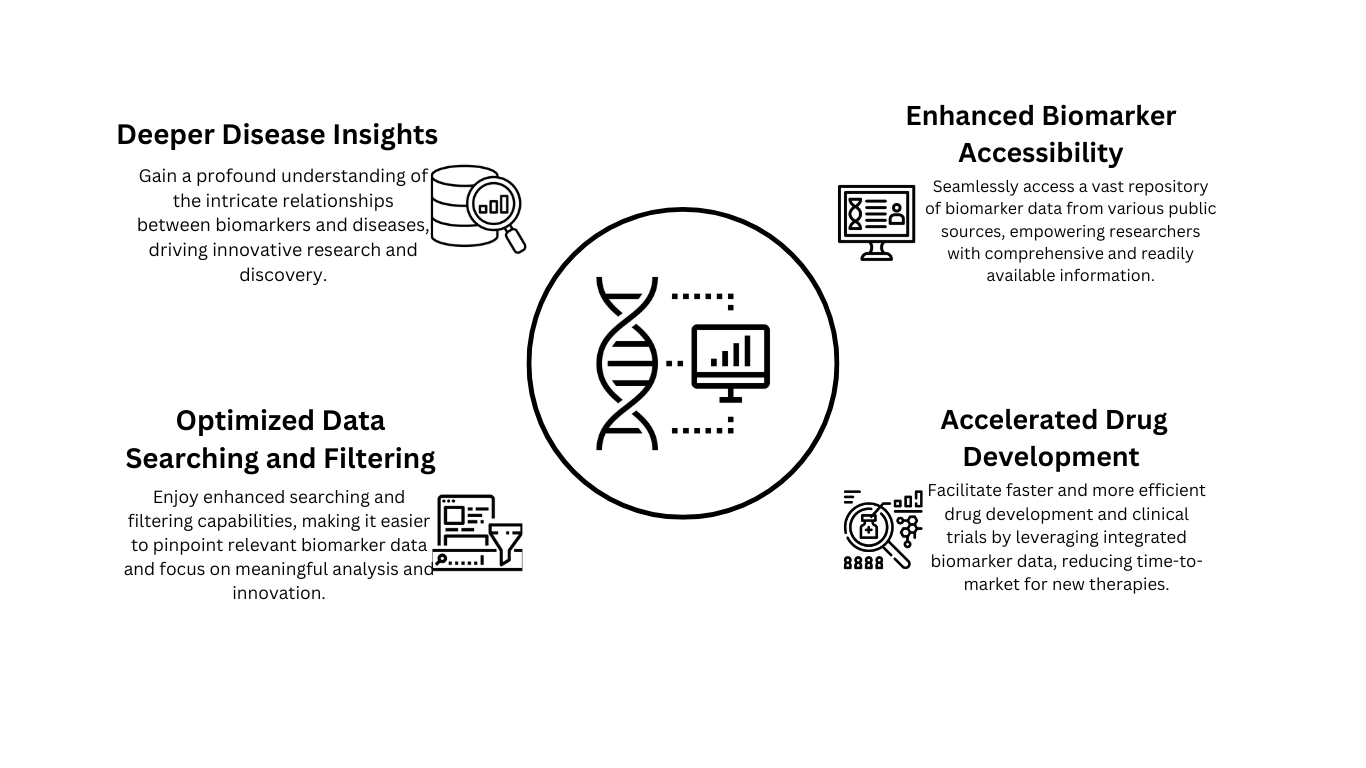 Deeper Disease Insights
Gain a profound understanding of
the intricate relationships
between biomarkers and diseases,
driving innovative research and
discovery.
Enhanced Biomarker
Accessibility
Seamlessly access a vast repository
of biomarker data from various public
sources, empowering researchers
with comprehensive and readily
available information.
Optimized Data
Searching and Filtering
Enjoy enhanced searching and
filtering capabilities, making it easier
to pinpoint relevant biomarker data
and focus on meaningful analysis and
innovation.
Accelerated Drug
Development
Facilitate faster and more efficient
drug development and clinical
trials by leveraging integrated
biomarker data, reducing time-to-
market for new therapies.